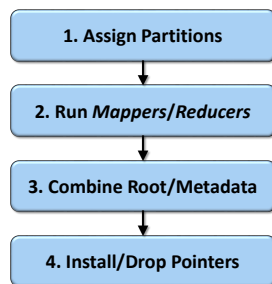 1. Assign Partitions
2. Run Mappers/Reducers
3. Combine Root/Metadata
4. Install/Drop Pointers